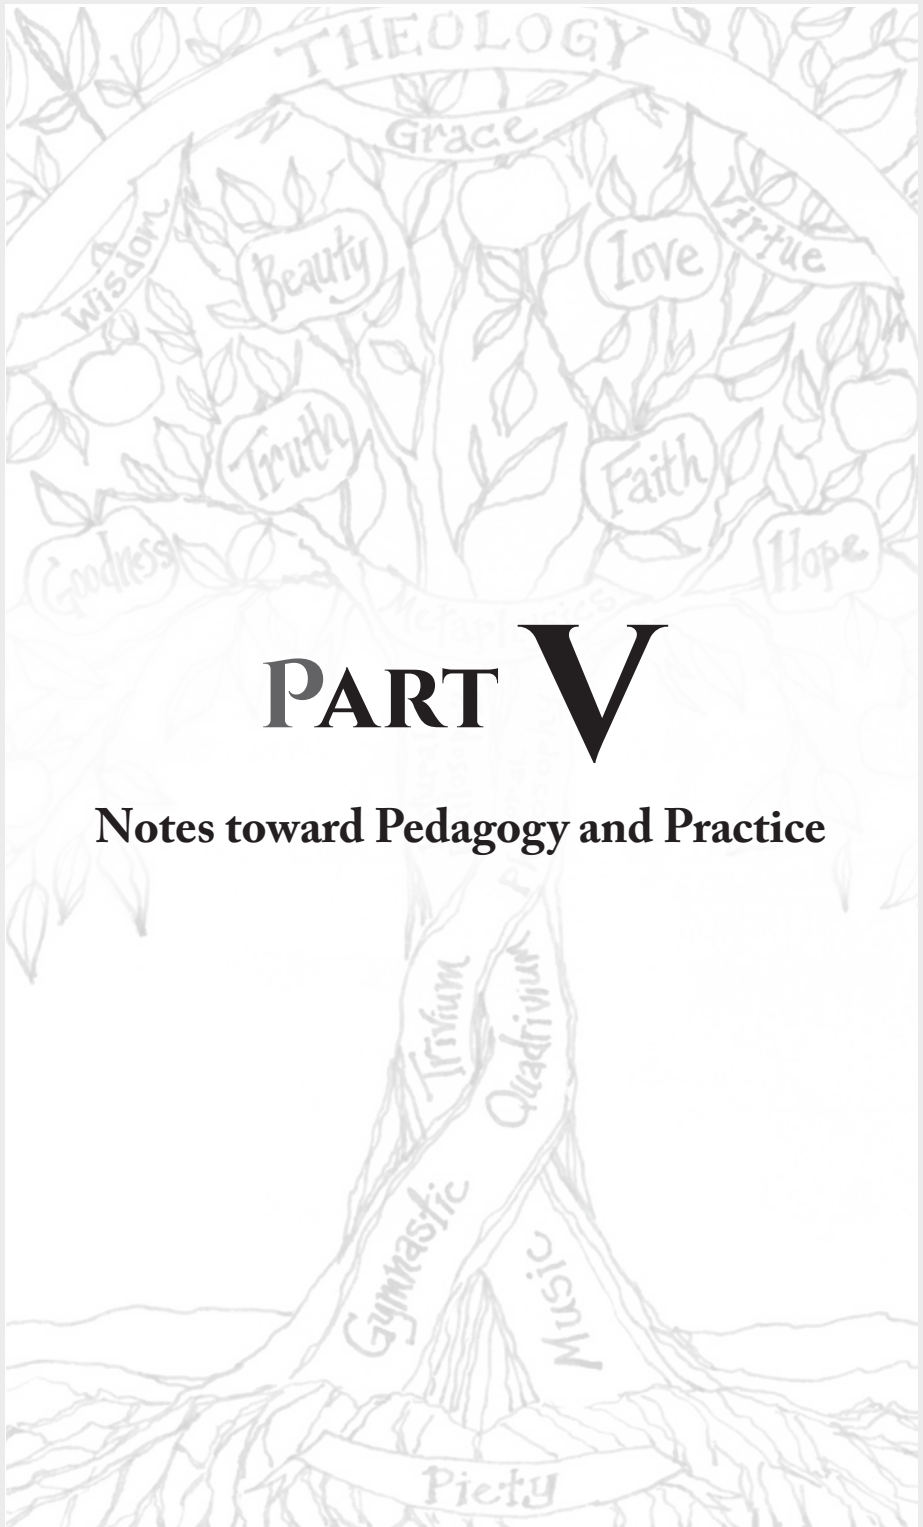 THEOLOGY
Grace
Wisdom
Virtue
Beauty
Love
Truth
Faith
Goodness
Hope
Metaphysics
PART V
Notes toward Pedagogy and Practice
Trivium
Quadrivium
Gymnastic
Music
Piety